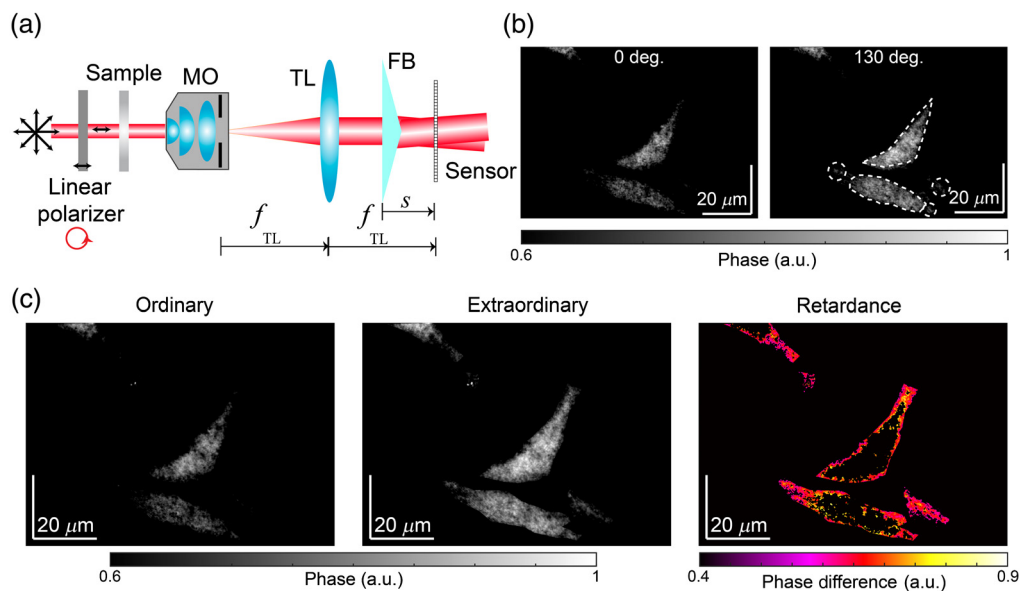 (a)
Sample
MO
TL
FB
Sensor
Linear
polarizer
f
TL
f
TL
s
(b)
0 deg.
130 deg.
20 μm
20 μm
0.6
1
Phase (a.u.)
(c)
Ordinary
Extraordinary
Retardance
20 μm
20 μm
20 μm
0.6
1
Phase (a.u.)
0.4
0.9
Phase difference (a.u.)